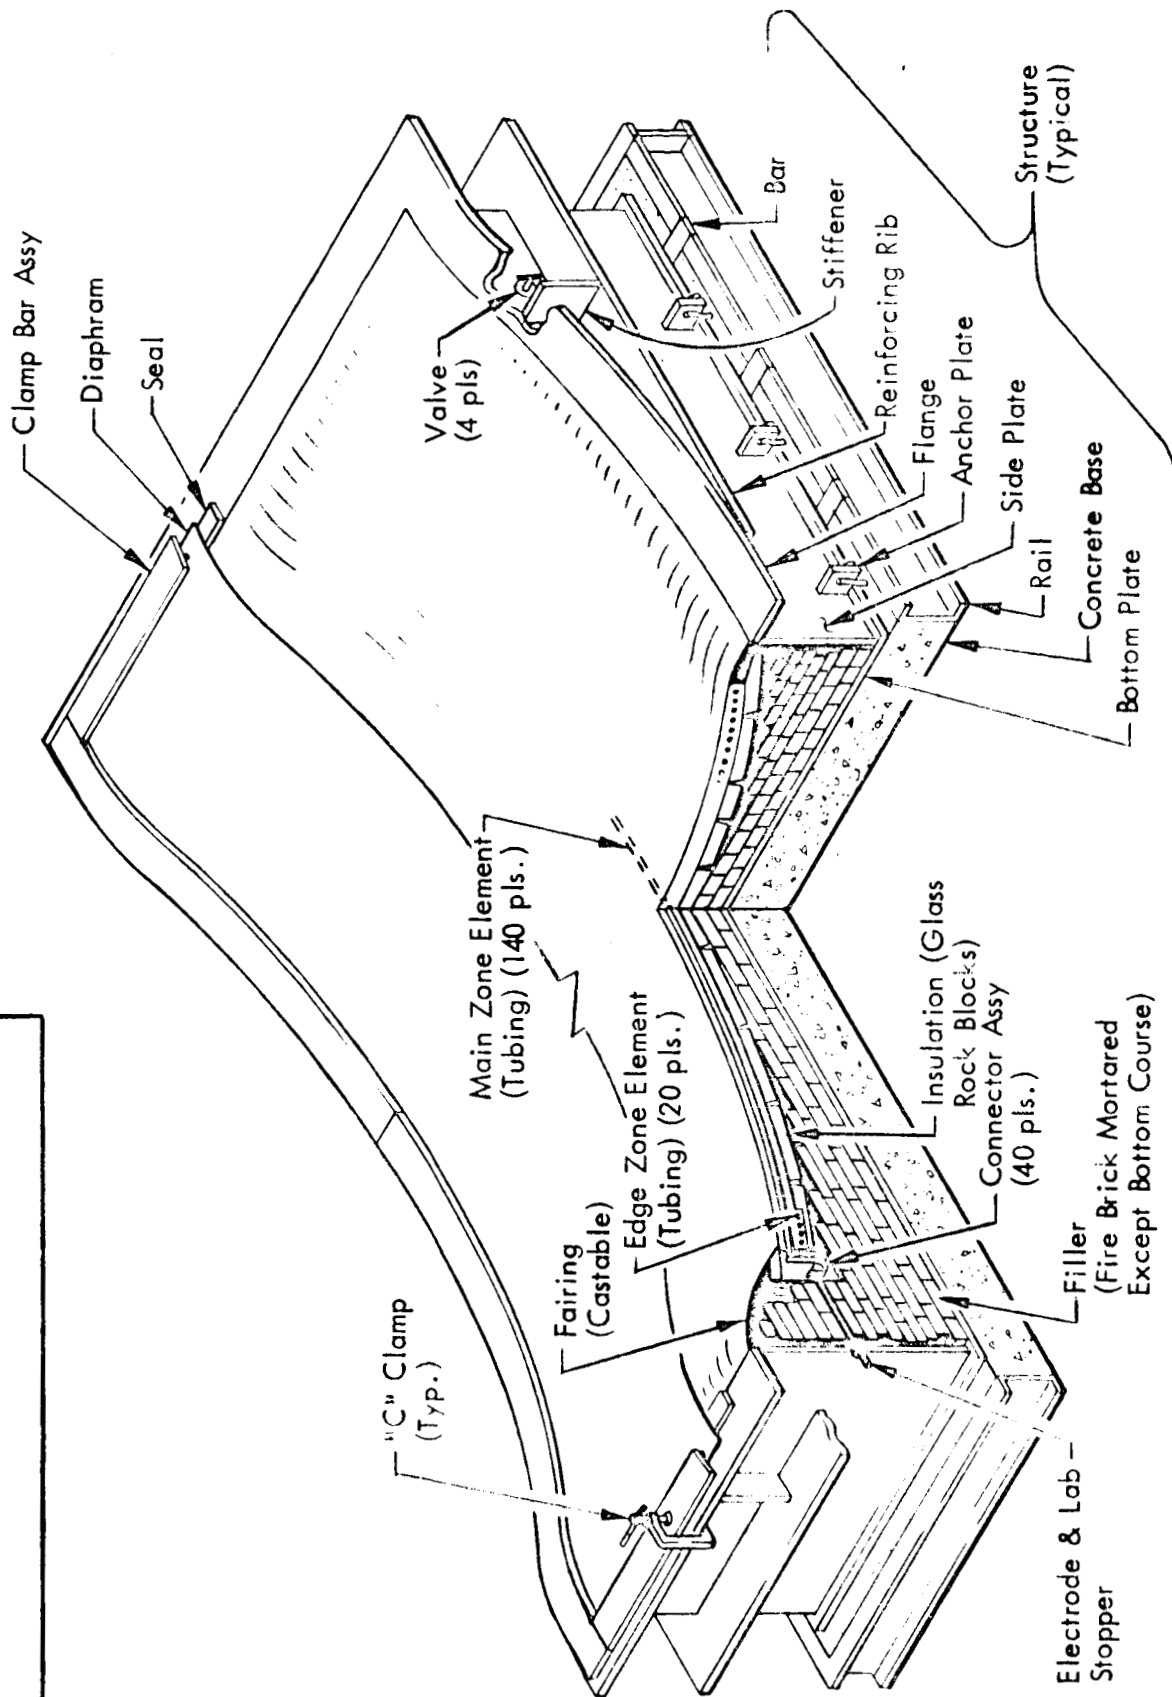 Clamp Bar Assy
Diaphram
Seal
Valve
(4 pls)
Main Zone Element
(Tubing) (140 pls.)
Edge Zone Element
(Tubing) (20 pls.)
Fairing
(Castable)
"C" Clamp
(Typ.)
Bar
Stiffener
Reinforcing Rib
Flange
Anchor Plate
Side Plate
Rail
Concrete Base
Bottom Plate
Structure
(Typical)
Insulation (Glass
Rock Blocks)
Connector Assy
(40 pls.)
Filler
(Fire Brick Mortared
Except Bottom Course)
Electrode & Lab
Stopper